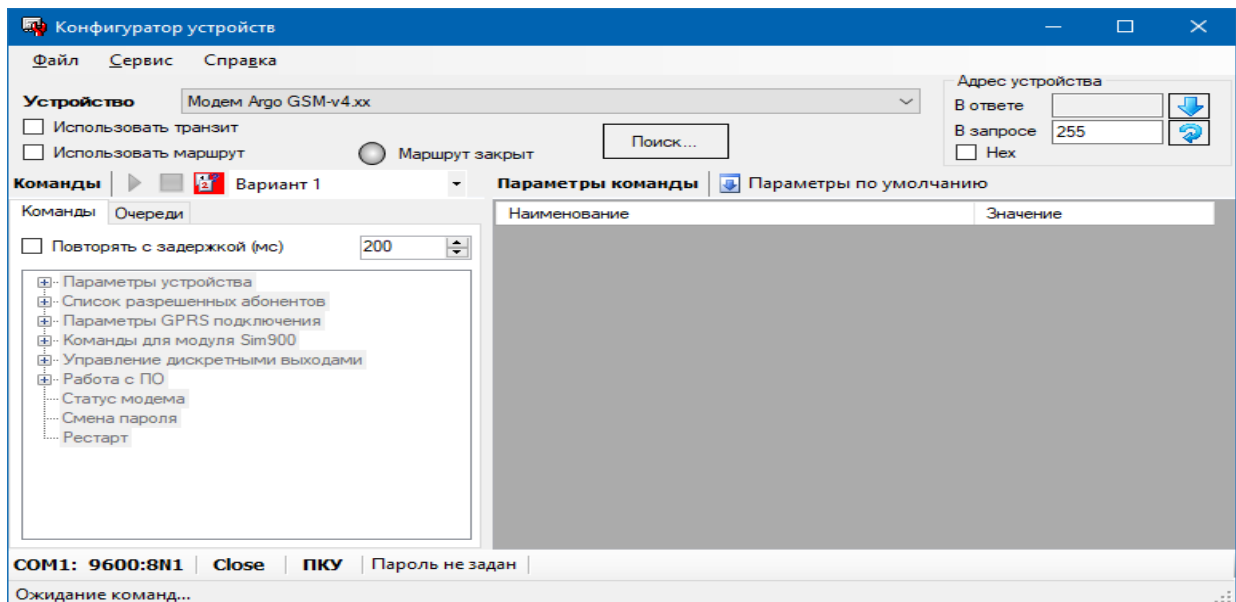 Конфигуратор устройств
Файл Сервис Справка
Адрес устройства
Устройство Модем Argo GSM-v4.xx
В ответе
Использовать транзит
Поиск...
В запросе 255
Использовать маршрут Маршрут закрыт
Hex
Команды Вариант 1 Параметры команды Параметры по умолчанию
Команды Очереди
Наименование Значение
Повторять с задержкой (мс) 200
Параметры устройства
Список разрешенных абонентов
Параметры GPRS подключения
Команды для модуля Sim900
Управление дискретными выходами
Работа с ПО
Статус модема
Смена пароля
Рестарт
COM1: 9600:8N1 Close ПКУ Пароль не задан
Ожидание команд...